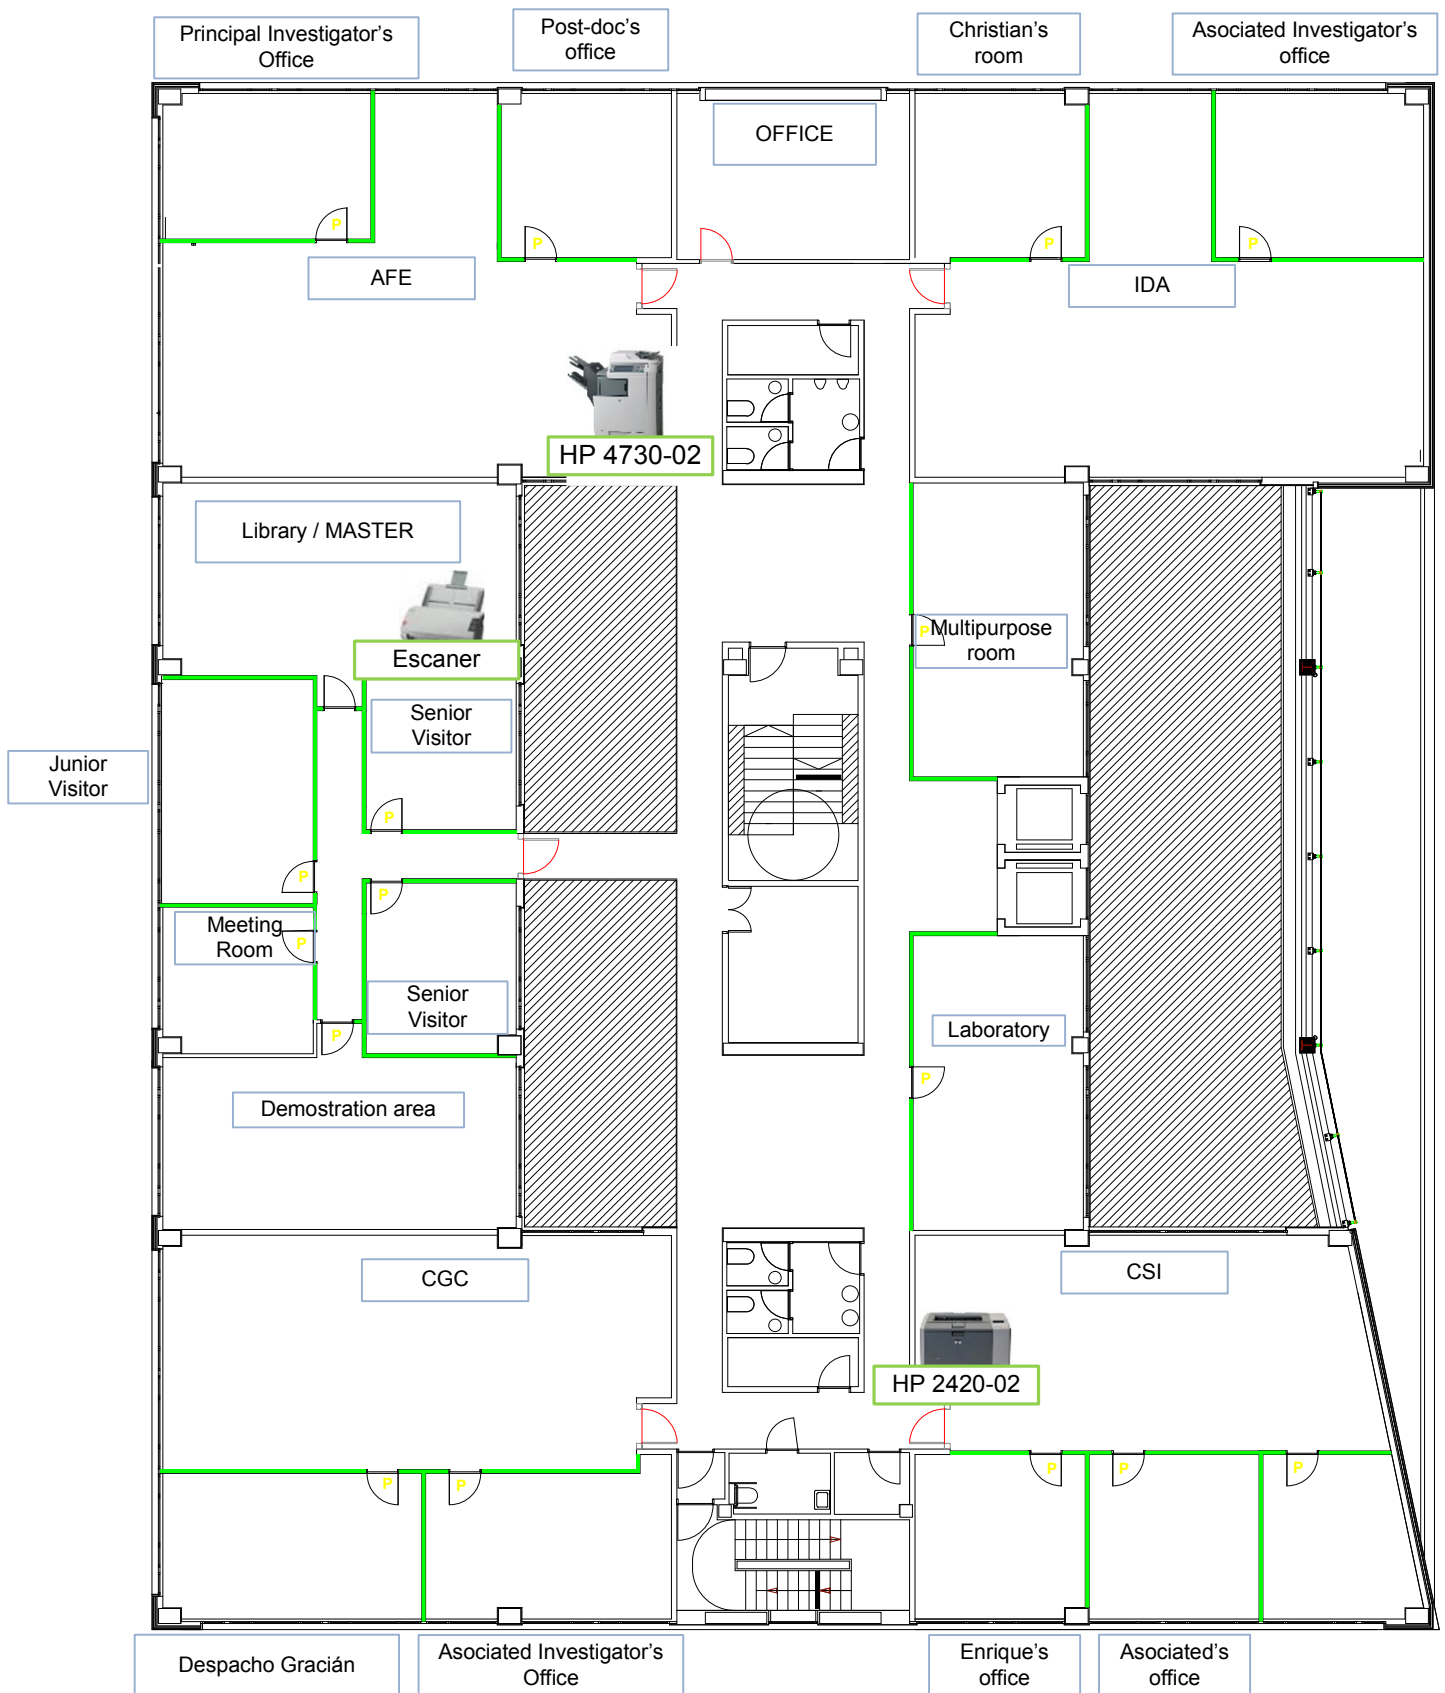 Principal Investigator's
Office
Post-doc's
office
Christian's
room
Asociated Investigator's
office
OFFICE
P
P
P
P
AFE
IDA
HP 4730-02
Library / MASTER
Escaner
P
Multipurpose
room
Senior
Visitor
Junior
Visitor
P
P
P
Meeting
Room
P
Senior
Visitor
P
Laboratory
P
Demostration area
CGC
CSI
HP 2420-02
P
P
P
P
P
Despacho Gracián
Asociated Investigator's
Office
Enrique's
office
Asociated's
office